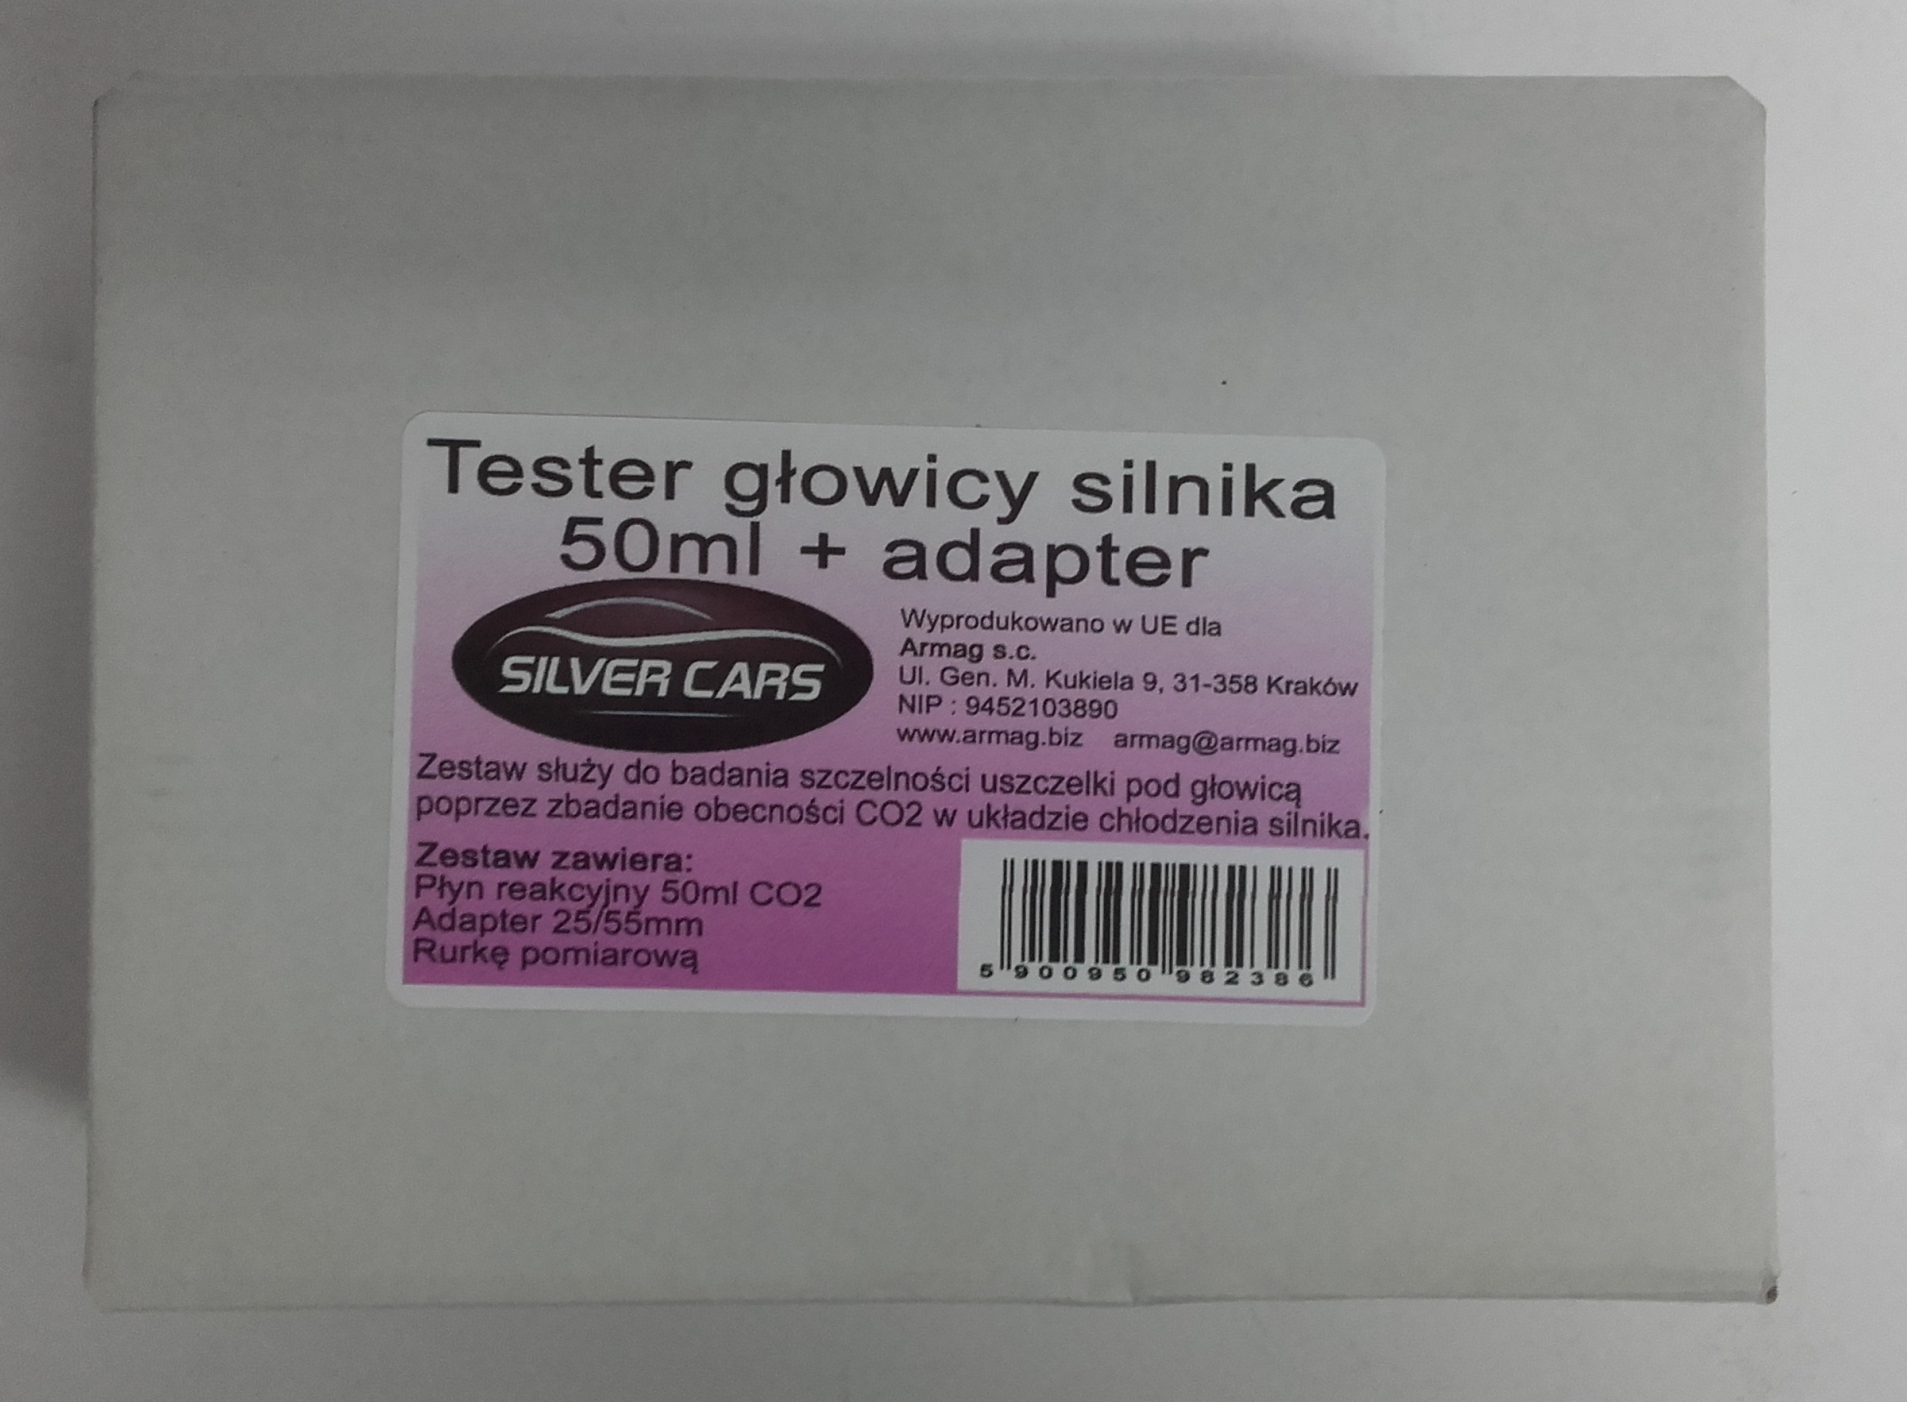 Tester głowicy silnika
50ml + adapter
SILVER CARS
Wyprodukowano w UE dla
Armag s.c.
Ul. Gen. M. Kukiela 9, 31-358 Kraków
NIP : 9452103890
www.armag.biz armag@armag.biz
Zestaw służy do badania szczelności uszczelki pod głowicą
poprzez zbadanie obecności CO2 w układzie chłodzenia silnika.
Zestaw zawiera:
Płyn reakcyjny 50ml CO2
Adapter 25/55mm
Rurkę pomiarową
5 900950 982386